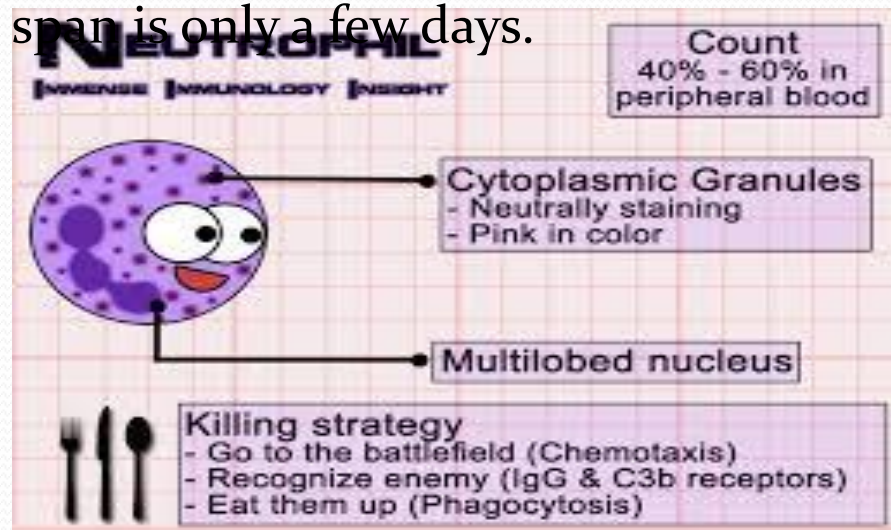 span is only a few days.
NEUTROPHIL
IMMENSE IMMUNOLOGY INSIGHT
Count
40% - 60% in
peripheral blood
Cytoplasmic Granules
- Neutrally staining
- Pink in color
Multilobed nucleus
Killing strategy
- Go to the battlefield (Chemotaxis)
- Recognize enemy (IgG & C3b receptors)
- Eat them up (Phagocytosis)